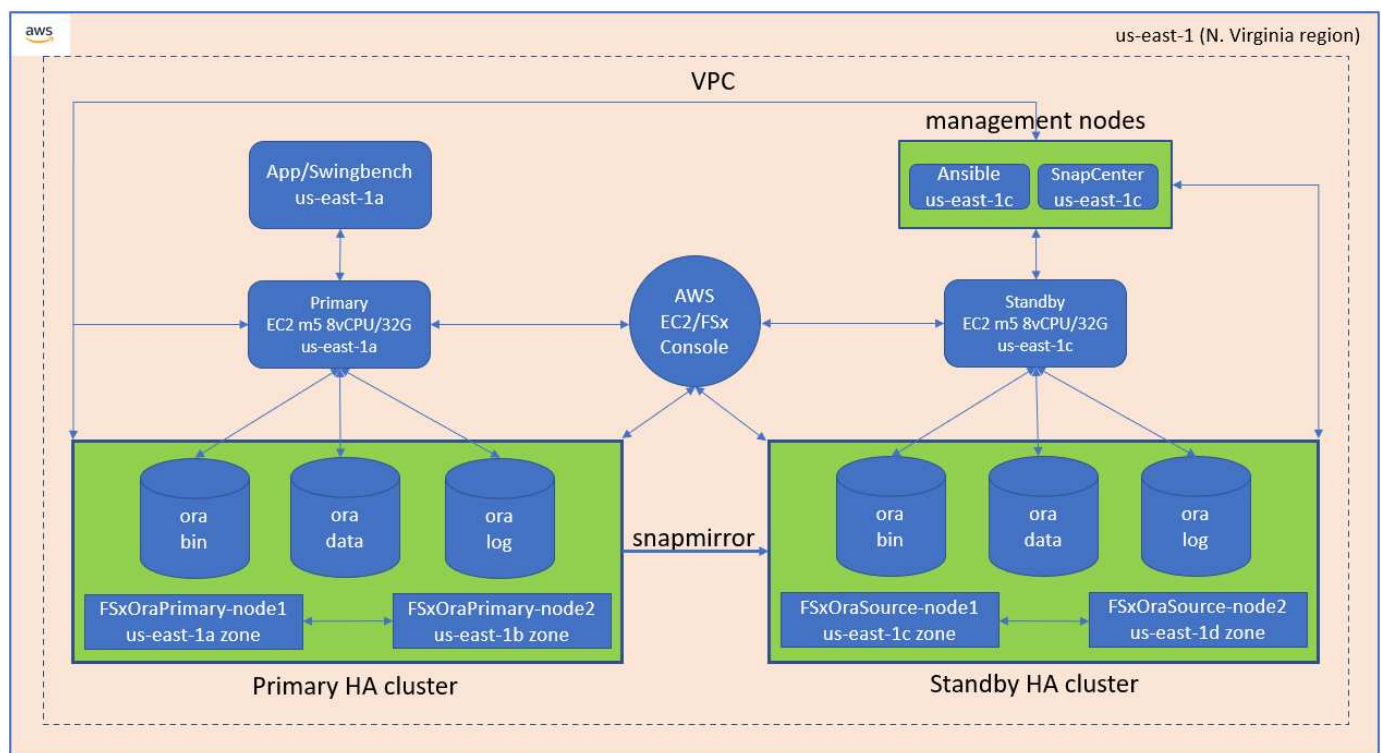 aws
us-east-1 (N. Virginia region)
VPC
management nodes
App/Swingbench
us-east-1a
Ansible
us-east-1c
SnapCenter
us-east-1c
Primary
EC2 m5 8vCPU/32G
us-east-1a
AWS
EC2/FSx
Console
Standby
EC2 m5 8vCPU/32G
us-east-1c
ora
bin
ora
data
ora
log
snapmirror
ora
bin
ora
data
ora
log
FSxOraPrimary-node1
us-east-1a zone
FSxOraPrimary-node2
us-east-1b zone
FSxOraSource-node1
us-east-1c zone
FSxOraSource-node2
us-east-1d zone
Primary HA cluster
Standby HA cluster